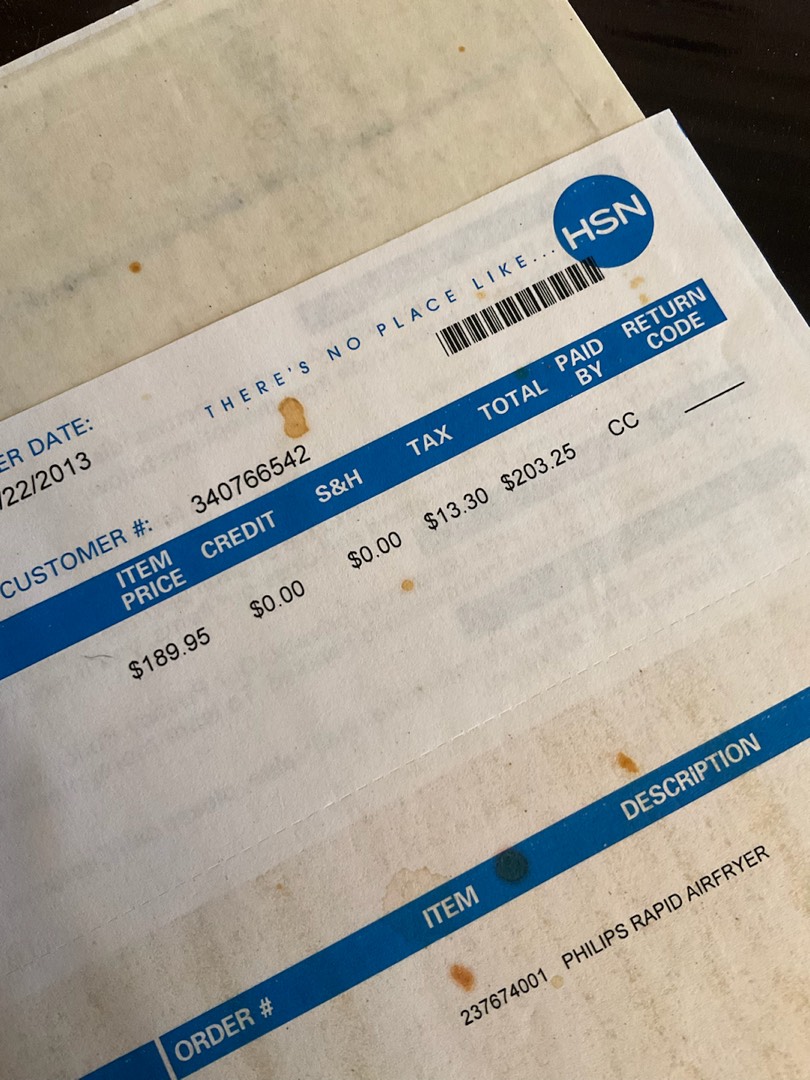 HSN
THERE'S NO PLACE LIKE...
ER DATE:
/22/2013
CUSTOMER #:
340766542
ITEM PRICE CREDIT S&H TAX TOTAL PAID BY RETURN CODE
$189.95 $0.00 $0.00 $13.30 $203.25 CC
ORDER # ITEM DESCRIPTION
237674001 PHILIPS RAPID AIRFRYER